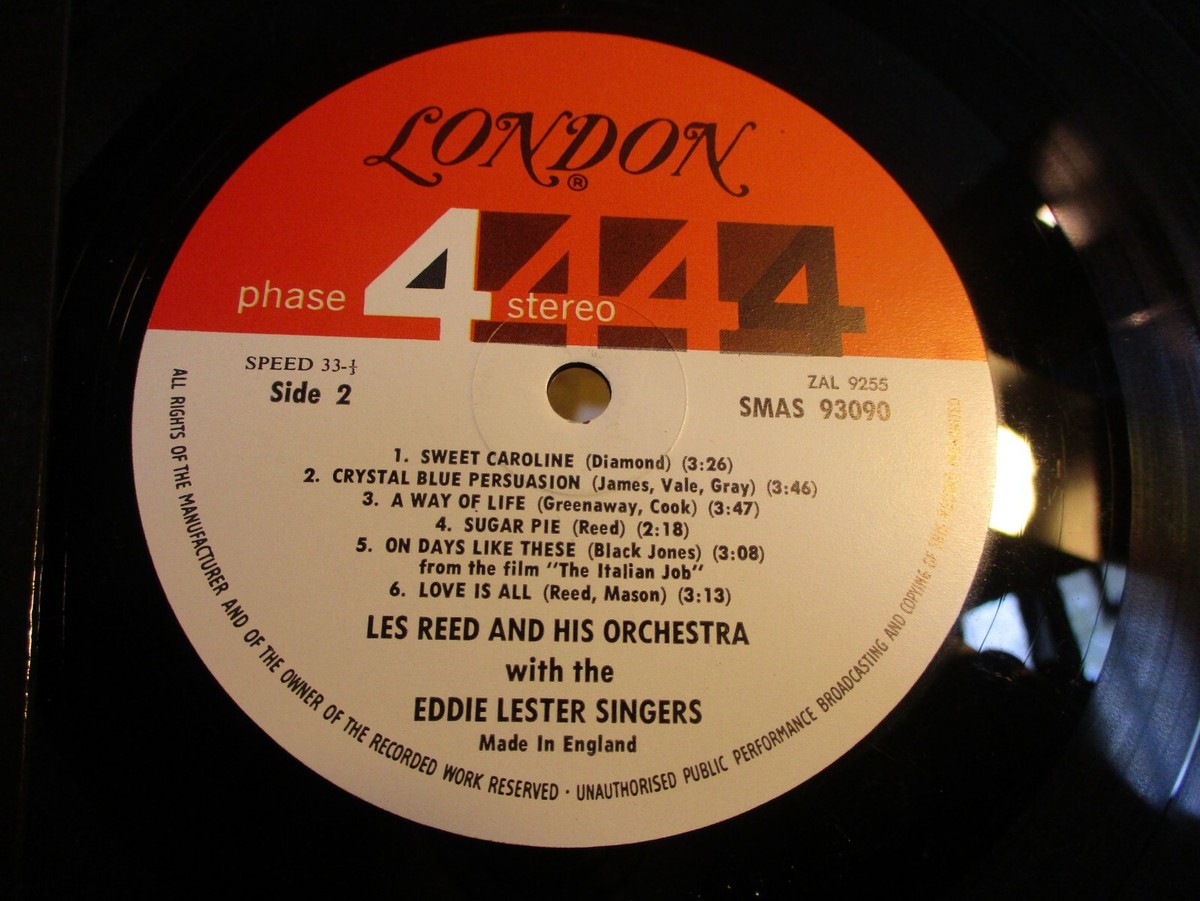 LONDON
®
phase 4 stereo 444
SPEED 33-⅓
Side 2
ZAL 9255
SMAS 93090
1. SWEET CAROLINE (Diamond) (3:26)
2. CRYSTAL BLUE PERSUASION (James, Vale, Gray) (3:46)
3. A WAY OF LIFE (Greenaway, Cook) (3:47)
4. SUGAR PIE (Reed) (2:18)
5. ON DAYS LIKE THESE (Black Jones) (3:08)
from the film "The Italian Job"
6. LOVE IS ALL (Reed, Mason) (3:13)
LES REED AND HIS ORCHESTRA
with the
EDDIE LESTER SINGERS
Made In England
ALL RIGHTS OF THE MANUFACTURER AND OF THE OWNER OF THE RECORDED WORK RESERVED · UNAUTHORISED PUBLIC PERFORMANCE BROADCASTING AND COPYING OF THIS RECORD PROHIBITED